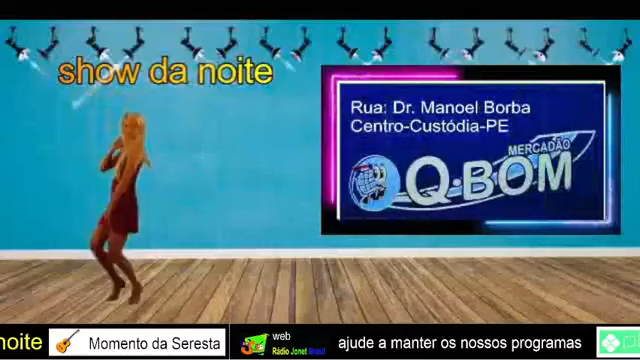 show da noite
Rua: Dr. Manoel Borba
Centro-Custódia-PE
MERCADÃO
Q·BOM
noite
Momento da Seresta
web
Rádio Jonet Brasil
ajude a manter os nossos programas